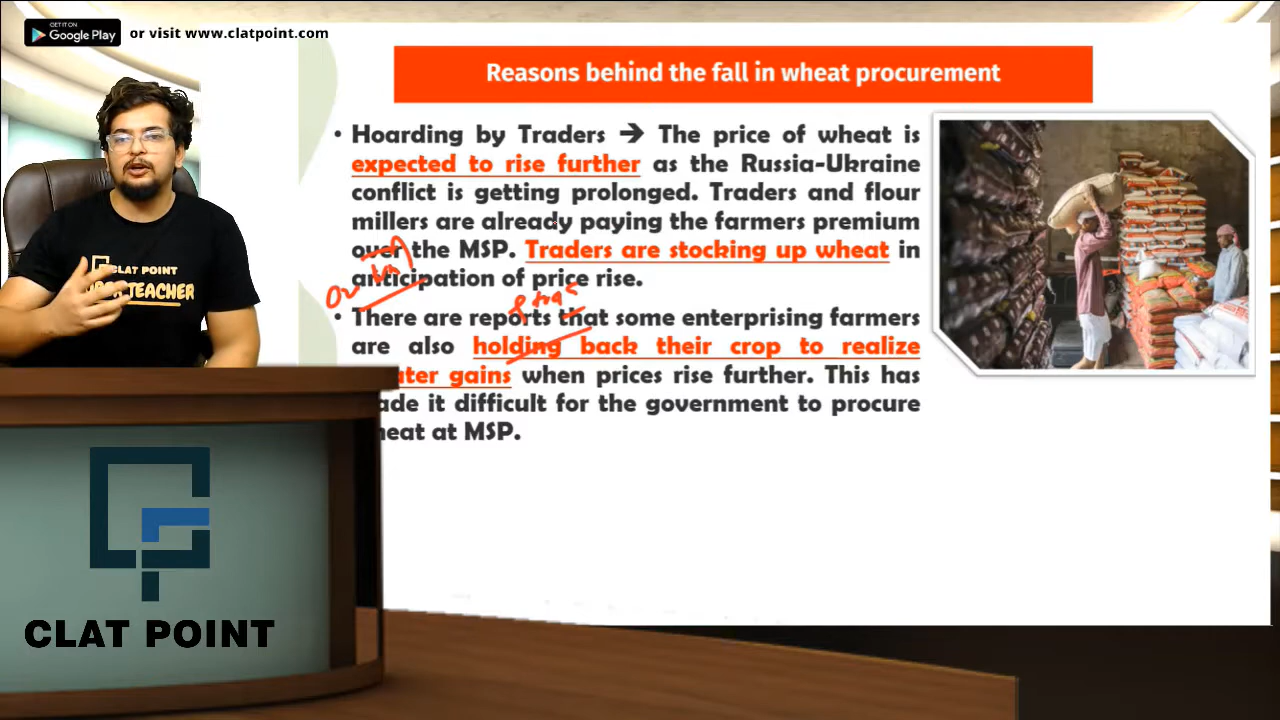 GET IT ON
Google Play
or visit www.clatpoint.com
Reasons behind the fall in wheat procurement
• Hoarding by Traders ➔ The price of wheat is
expected to rise further as the Russia-Ukraine
conflict is getting prolonged. Traders and flour
millers are already paying the farmers premium
over the MSP. Traders are stocking up wheat in
anticipation of price rise.
• There are reports that some enterprising farmers
are also holding back their crop to realize
ater gains when prices rise further. This has
ade it difficult for the government to procure
heat at MSP.
CLAT POINT
TEACHER
CLAT POINT